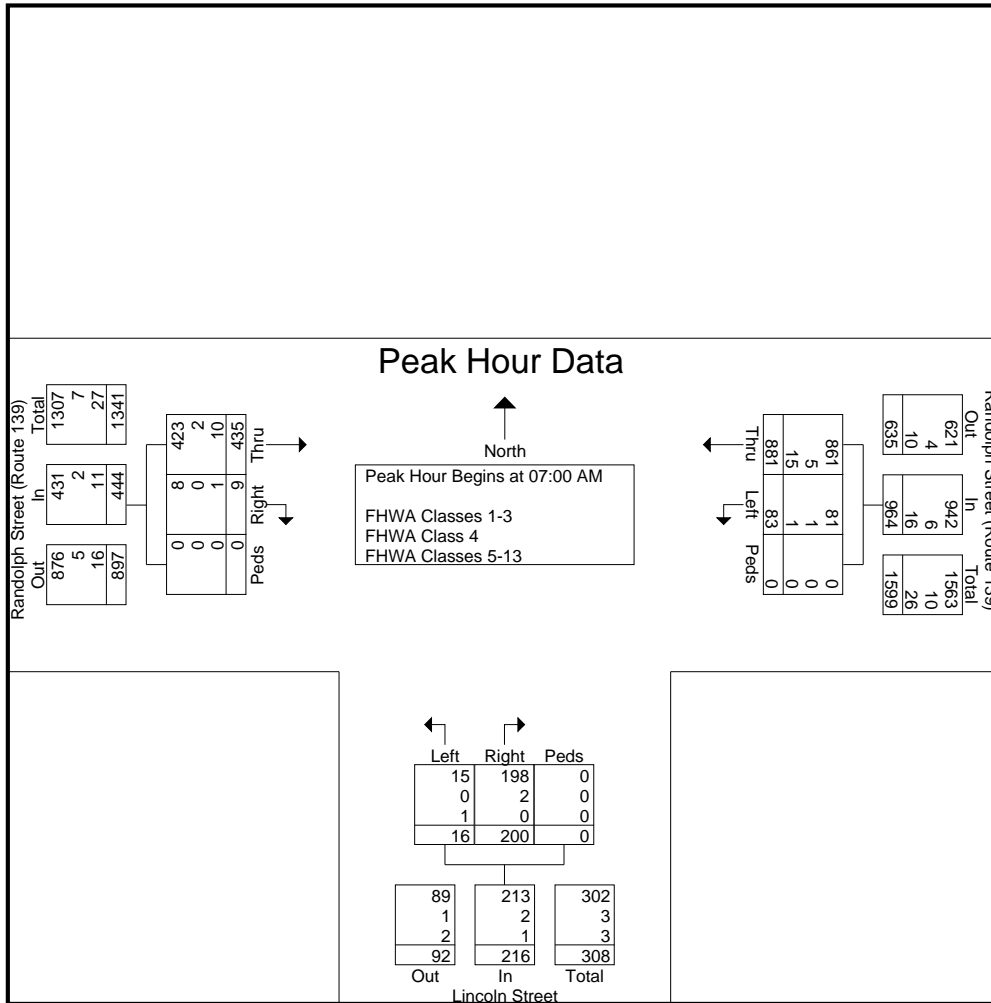 Peak Hour Data
North
Peak Hour Begins at 07:00 AM
FHWA Classes 1-3
FHWA Class 4
FHWA Classes 5-13
Randolph Street (Route 139)
Total In Out
1307 431 876
7 2 5
27 11 16
1341 444 897
Thru Right Peds
423 8 0
2 0 0
10 1 0
435 9 0
Randolph Street (Route 139)
Out In Total
621 942 1563
4 6 10
10 16 26
635 964 1599
Thru Left Peds
861 81 0
5 1 0
15 1 0
881 83 0
Left Right Peds
15 198 0
0 2 0
1 0 0
16 200 0
89 213 302
1 2 3
2 1 3
92 216 308
Out In Total
Lincoln Street